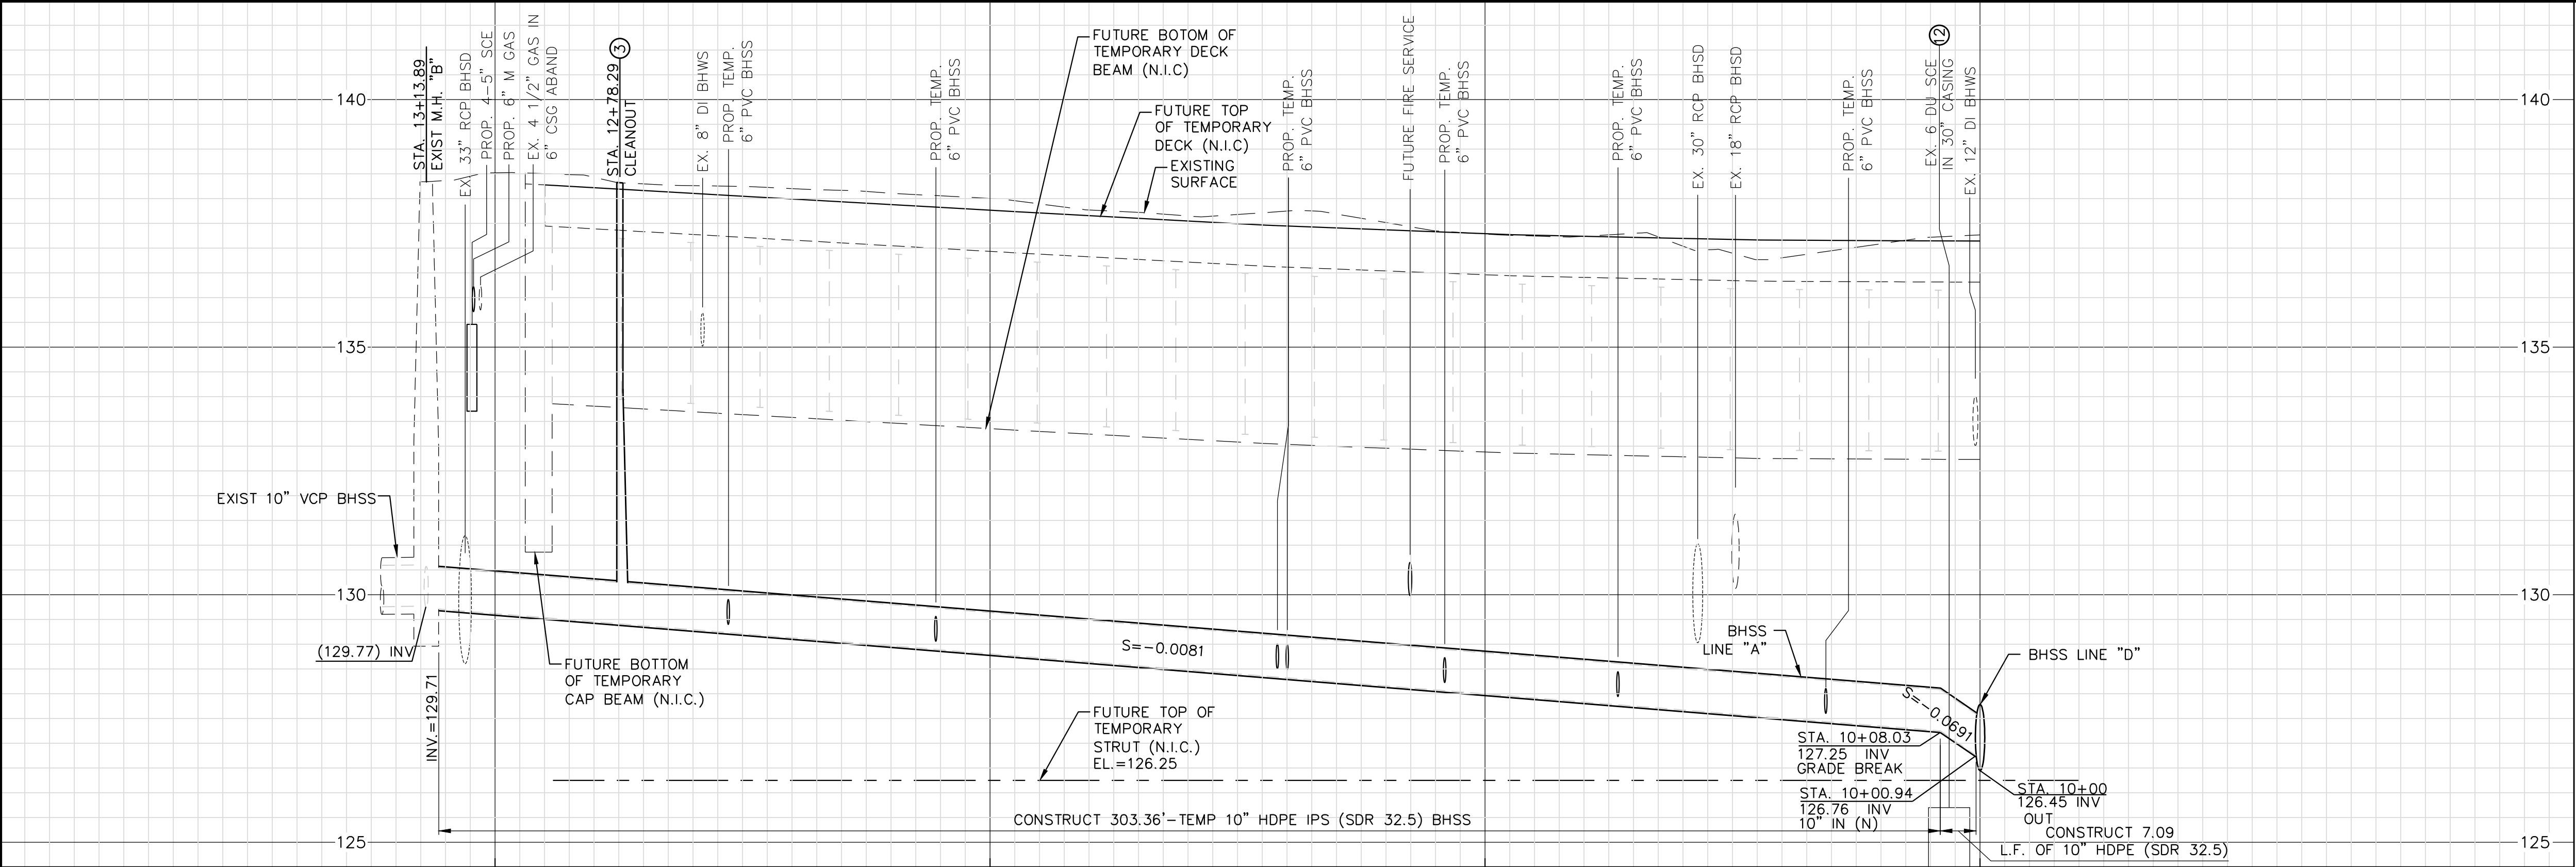 STA. 13+13.89
EXIST M.H. "B"
EX. 33" RCP BHSD
PROP. 4-5" SCE
PROP. 6" M GAS
EX. 4 1/2" GAS IN
6" CSG ABAND
STA. 12+78.29
3
CLEANOUT
EX. 8" DI BHWS
PROP. TEMP.
6" PVC BHSS
PROP. TEMP.
6" PVC BHSS
FUTURE BOTOM OF
TEMPORARY DECK
BEAM (N.I.C)
FUTURE TOP
OF TEMPORARY
DECK (N.I.C)
EXISTING
SURFACE
PROP. TEMP.
6" PVC BHSS
FUTURE FIRE SERVICE
PROP. TEMP.
6" PVC BHSS
PROP. TEMP.
6" PVC BHSS
EX. 30" RCP BHSD
EX. 18" RCP BHSD
PROP. TEMP.
6" PVC BHSS
12
EX. 6 DU SCE
IN 30" CASING
EX. 12" DI BHWS
140
140
135
135
130
130
125
125
EXIST 10" VCP BHSS
(129.77) INV
INV.=129.71
FUTURE BOTTOM
OF TEMPORARY
CAP BEAM (N.I.C.)
S=-0.0081
FUTURE TOP OF
TEMPORARY
STRUT (N.I.C.)
EL.=126.25
BHSS
LINE "A"
BHSS LINE "D"
S=-0.0691
STA. 10+08.03
127.25 INV
GRADE BREAK
STA. 10+00.94
126.76 INV
10" IN (N)
STA. 10+00
126.45 INV
OUT
CONSTRUCT 303.36'-TEMP 10" HDPE IPS (SDR 32.5) BHSS
CONSTRUCT 7.09
L.F. OF 10" HDPE (SDR 32.5)